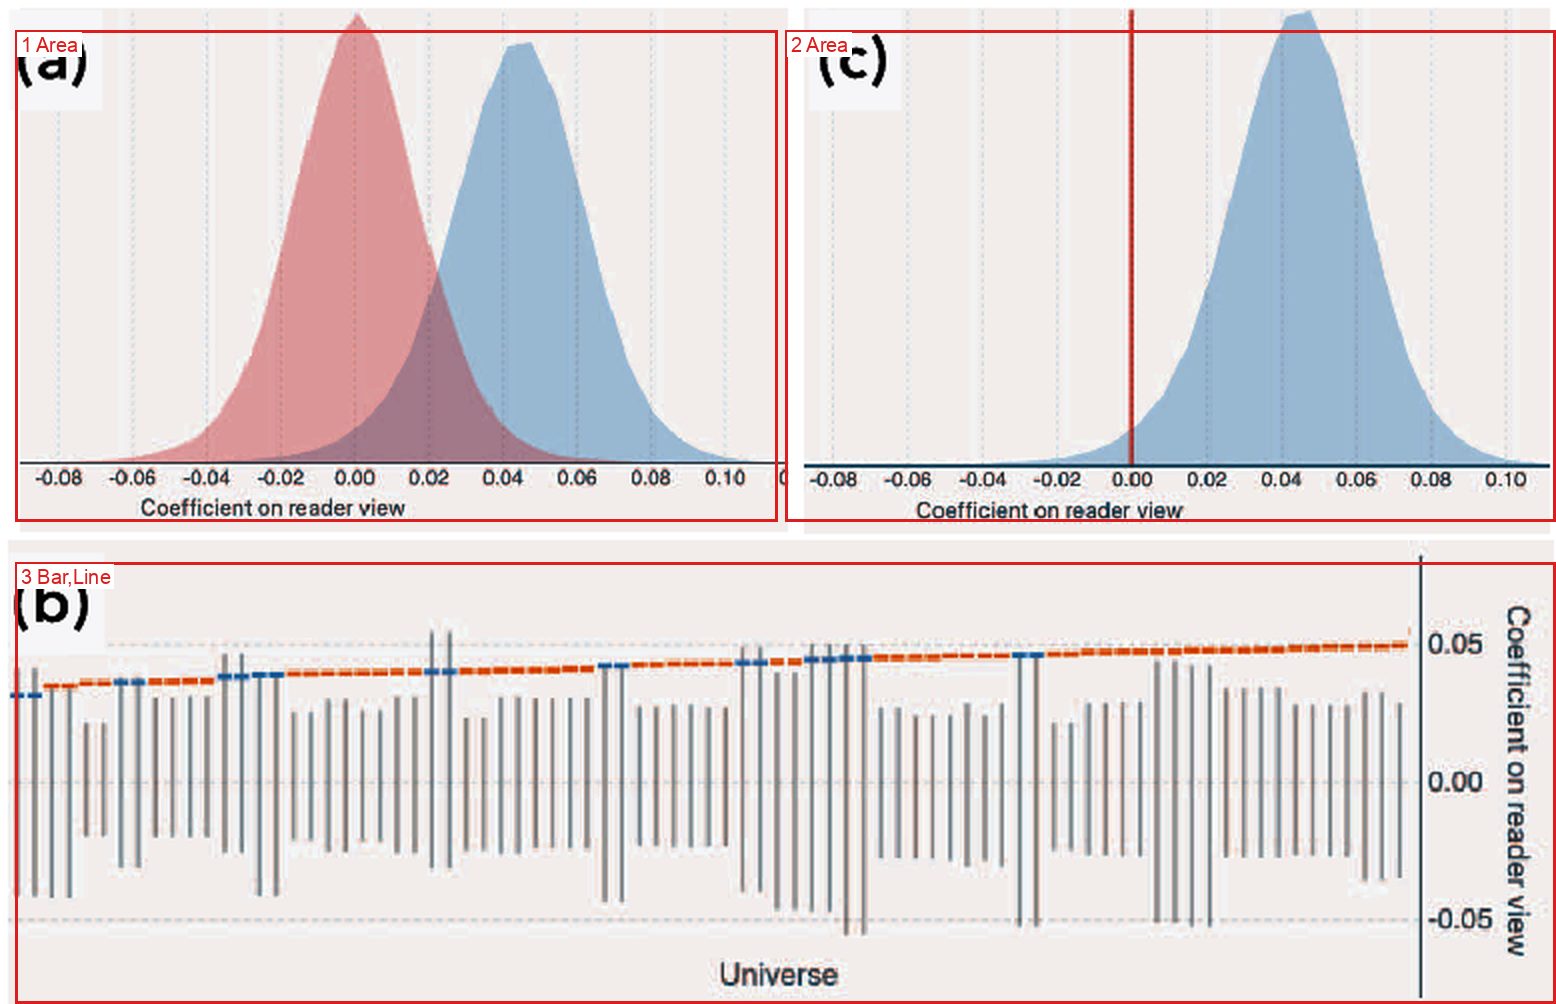 1 Area
(a)
-0.08 -0.06 -0.04 -0.02 0.00 0.02 0.04 0.06 0.08 0.10 0
Coefficient on reader view
2 Area
(c)
-0.08 -0.06 -0.04 -0.02 0.00 0.02 0.04 0.06 0.08 0.10
Coefficient on reader view
3 Bar,Line
(b)
0.05
0.00
-0.05
Coefficient on reader view
Universe